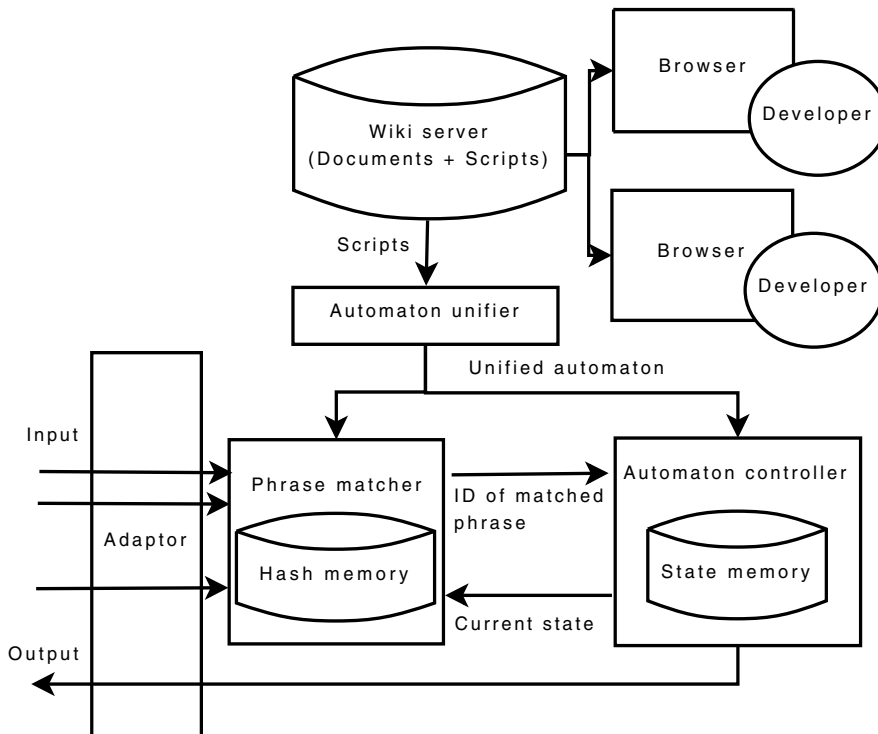 Browser
Developer
Wiki server
(Documents + Scripts)
Browser
Developer
Scripts
Automaton unifier
Unified automaton
Input
Phrase matcher
ID of matched
phrase
Automaton controller
Adaptor
Hash memory
State memory
Current state
Output